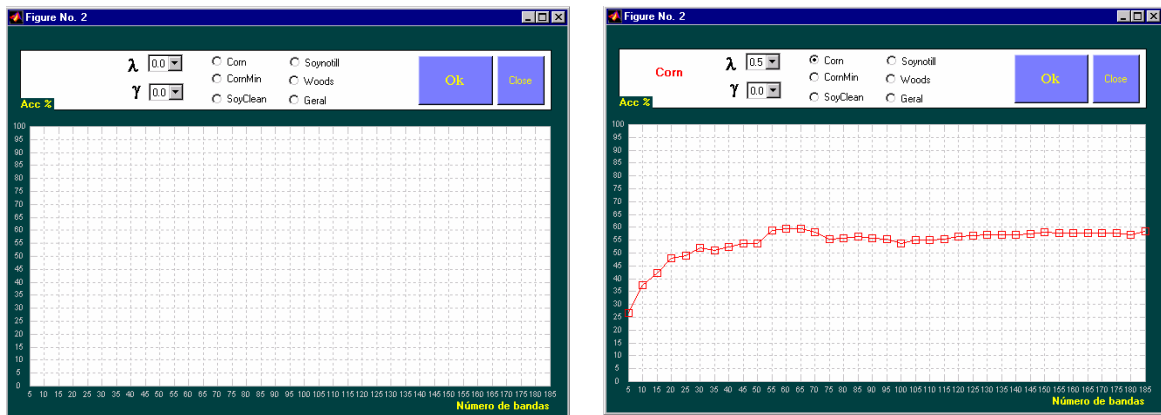 Figure No. 2
λ 0.0 Corn Soynotill
CornMin Woods
γ 0.0 SoyClean Geral
Ok Close
Acc %
100
95
90
85
80
75
70
65
60
55
50
45
40
35
30
25
20
15
10
5
0
5 10 15 20 25 30 35 40 45 50 55 60 65 70 75 80 85 90 95 100 105 110 115 120 125 130 135 140 145 150 155 160 165 170 175 180 185
Número de bandas
Figure No. 2
Corn
λ 0.5 Corn Soynotill
CornMin Woods
γ 0.0 SoyClean Geral
Ok Close
Acc %
100
95
90
85
80
75
70
65
60
55
50
45
40
35
30
25
20
15
10
5
0
5 10 15 20 25 30 35 40 45 50 55 60 65 70 75 80 85 90 95 100 105 110 115 120 125 130 135 140 145 150 155 160 165 170 175 180 185
Número de bandas